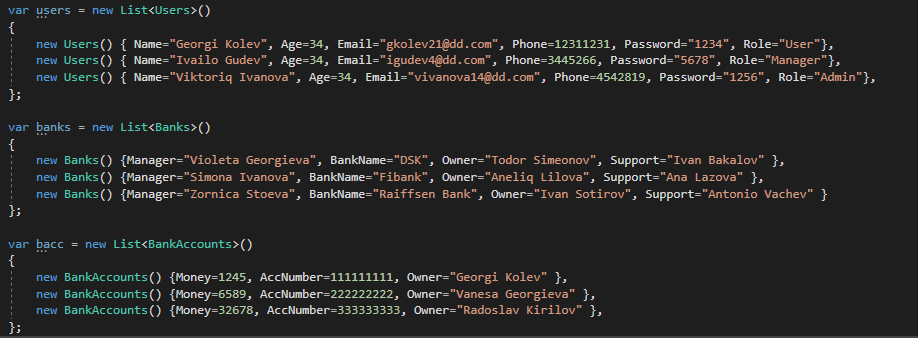 var users = new List<Users>()
{
new Users() { Name="Georgi Kolev", Age=34, Email="gkolev21@dd.com", Phone=12311231, Password="1234", Role="User"},
new Users() { Name="Ivailo Gudev", Age=34, Email="igudev4@dd.com", Phone=3445266, Password="5678", Role="Manager"},
new Users() { Name="Viktoriq Ivanova", Age=34, Email="vivanova14@dd.com", Phone=4542819, Password="1256", Role="Admin"},
};
var banks = new List<Banks>()
{
new Banks() {Manager="Violeta Georgieva", BankName="DSK", Owner="Todor Simeonov", Support="Ivan Bakalov" },
new Banks() {Manager="Simona Ivanova", BankName="Fibank", Owner="Aneliq Lilova", Support="Ana Lazova" },
new Banks() {Manager="Zornica Stoeva", BankName="Raiffsen Bank", Owner="Ivan Sotirov", Support="Antonio Vachev" }
};
var bacc = new List<BankAccounts>()
{
new BankAccounts() {Money=1245, AccNumber=111111111, Owner="Georgi Kolev" },
new BankAccounts() {Money=6589, AccNumber=222222222, Owner="Vanesa Georgieva" },
new BankAccounts() {Money=32678, AccNumber=333333333, Owner="Radoslav Kirilov" },
};